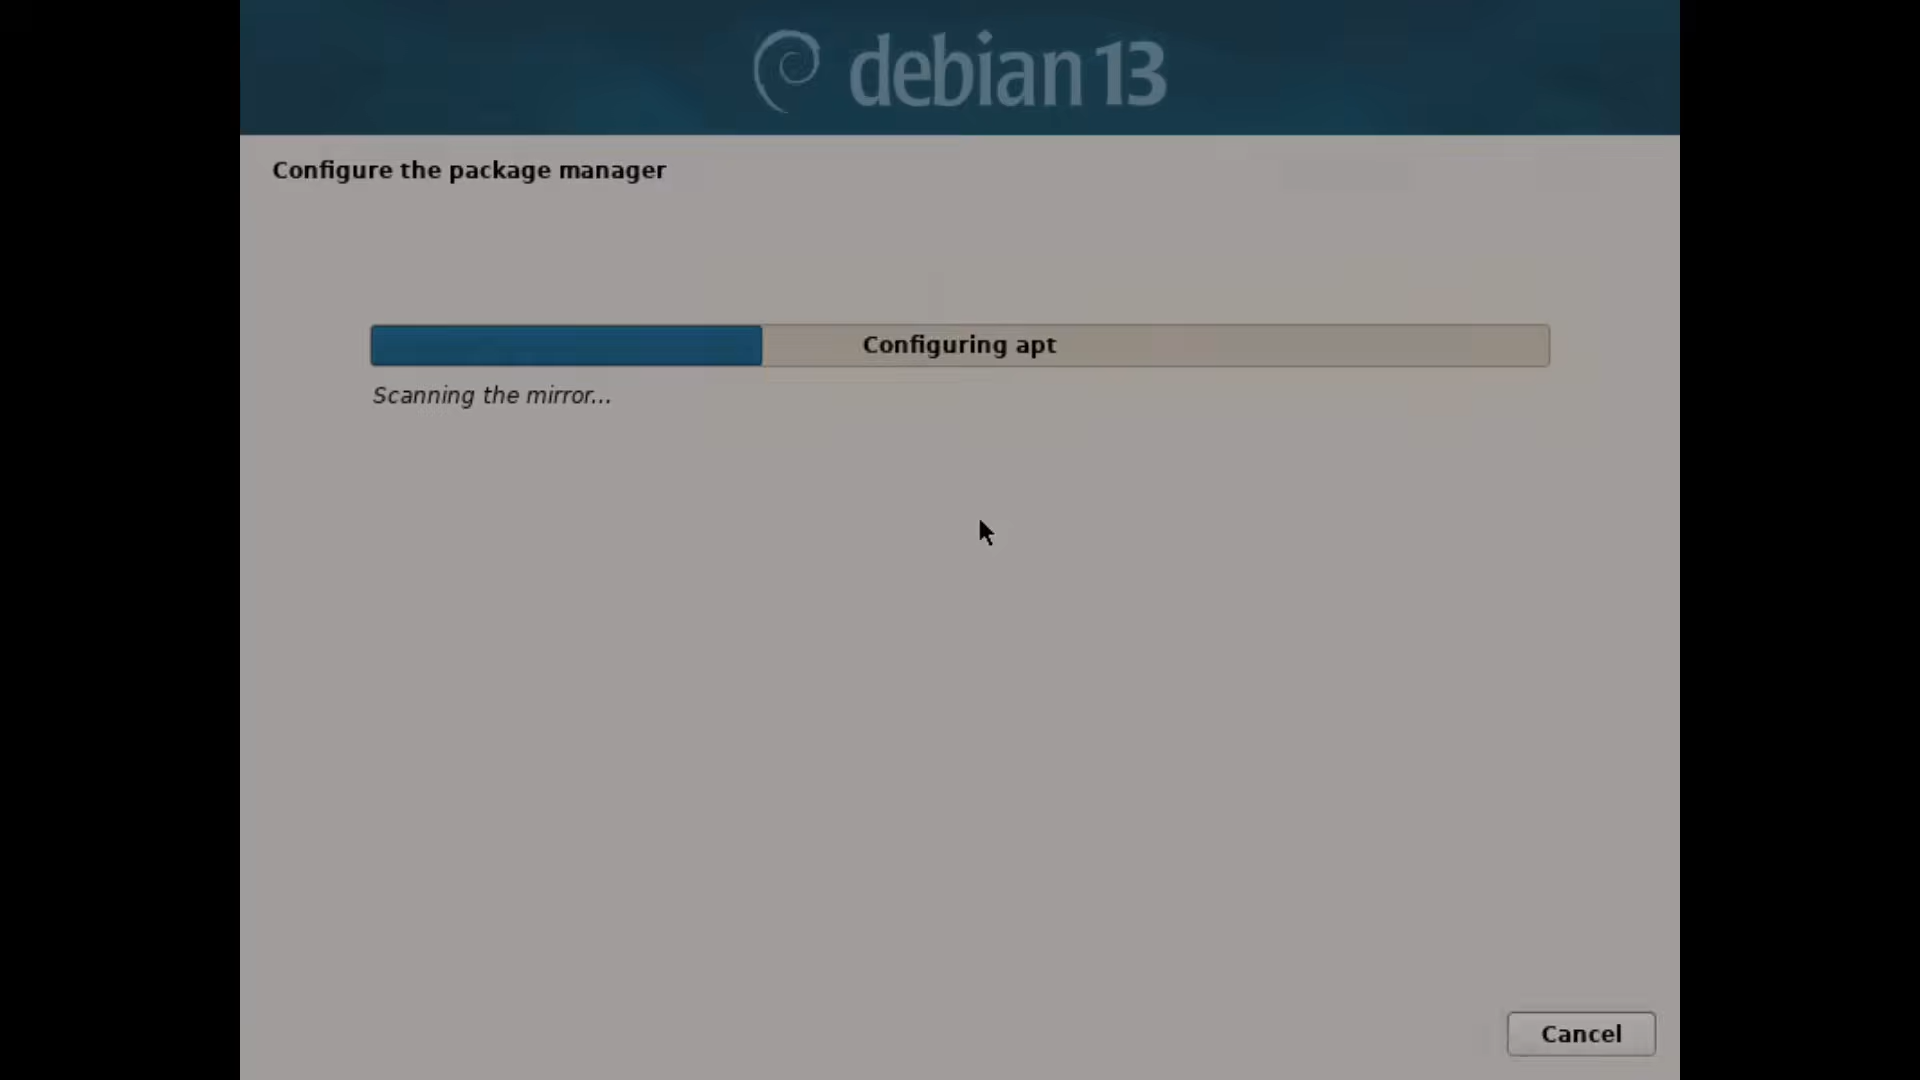 debian 13
Configure the package manager
Configuring apt
Scanning the mirror...
Cancel